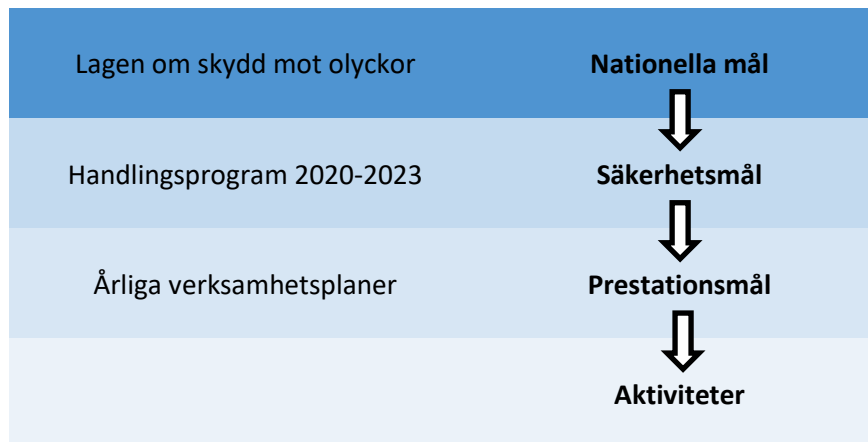 Lagen om skydd mot olyckor
Nationella mål
Handlingsprogram 2020-2023
Säkerhetsmål
Årliga verksamhetsplaner
Prestationsmål
Aktiviteter